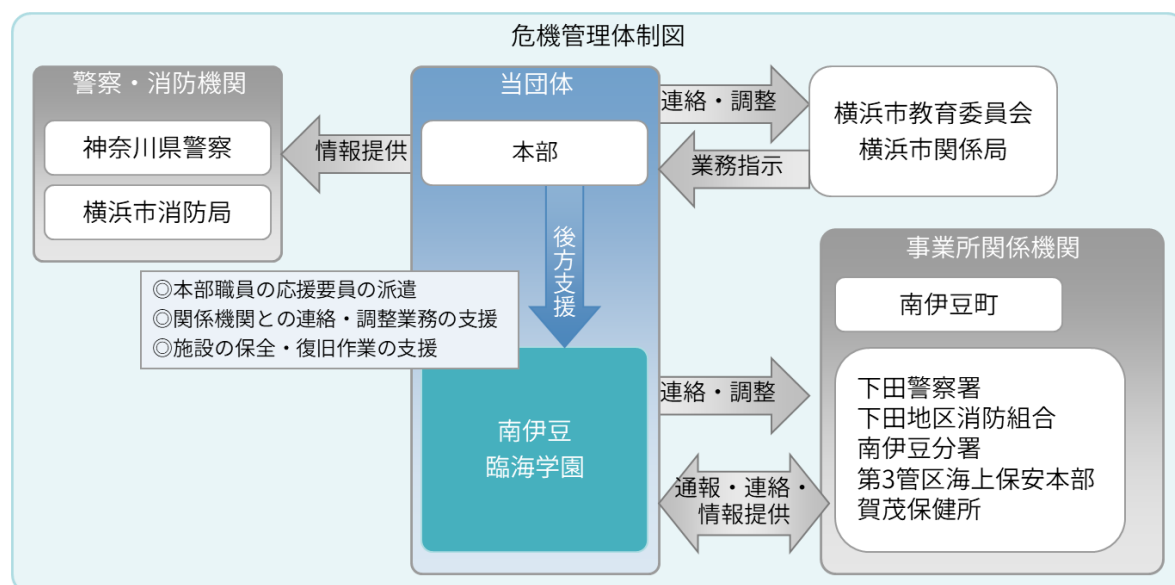 危機管理体制図
警察・消防機関
神奈川県警察
横浜市消防局
情報提供
当団体
本部
連絡・調整
業務指示
横浜市教育委員会
横浜市関係局
後方支援
◎本部職員の応援要員の派遣
◎関係機関との連絡・調整業務の支援
◎施設の保全・復旧作業の支援
南伊豆
臨海学園
連絡・調整
通報・連絡・
情報提供
事業所関係機関
南伊豆町
下田警察署
下田地区消防組合
南伊豆分署
第3管区海上保安本部
賀茂保健所